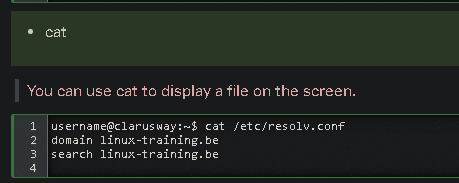 • cat
You can use cat to display a file on the screen.
1 username@clarusway:~$ cat /etc/resolv.conf
2 domain linux-training.be
3 search linux-training.be
4